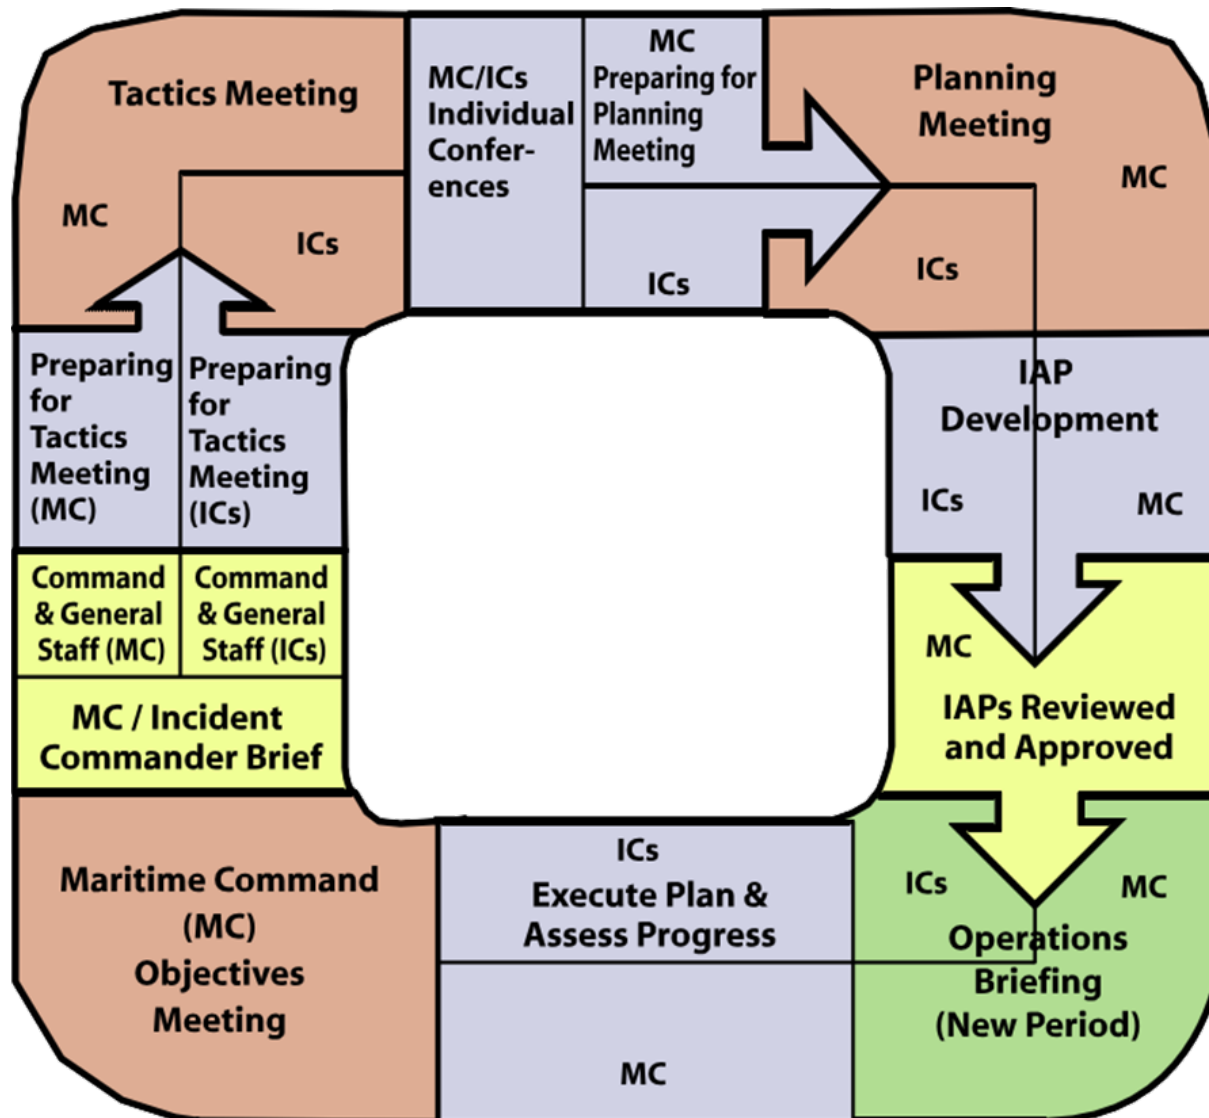 Tactics Meeting
MC
ICs
MC/ICs
Individual
Confer-
ences
MC
Preparing for
Planning
Meeting
ICs
Planning
Meeting
MC
ICs
Preparing
for
Tactics
Meeting
(MC)
Preparing
for
Tactics
Meeting
(ICs)
IAP
Development
ICs
MC
Command
& General
Staff (MC)
Command
& General
Staff (ICs)
MC / Incident
Commander Brief
MC
IAPs Reviewed
and Approved
Maritime Command
(MC)
Objectives
Meeting
ICs
Execute Plan &
Assess Progress
MC
ICs
MC
Operations
Briefing
(New Period)